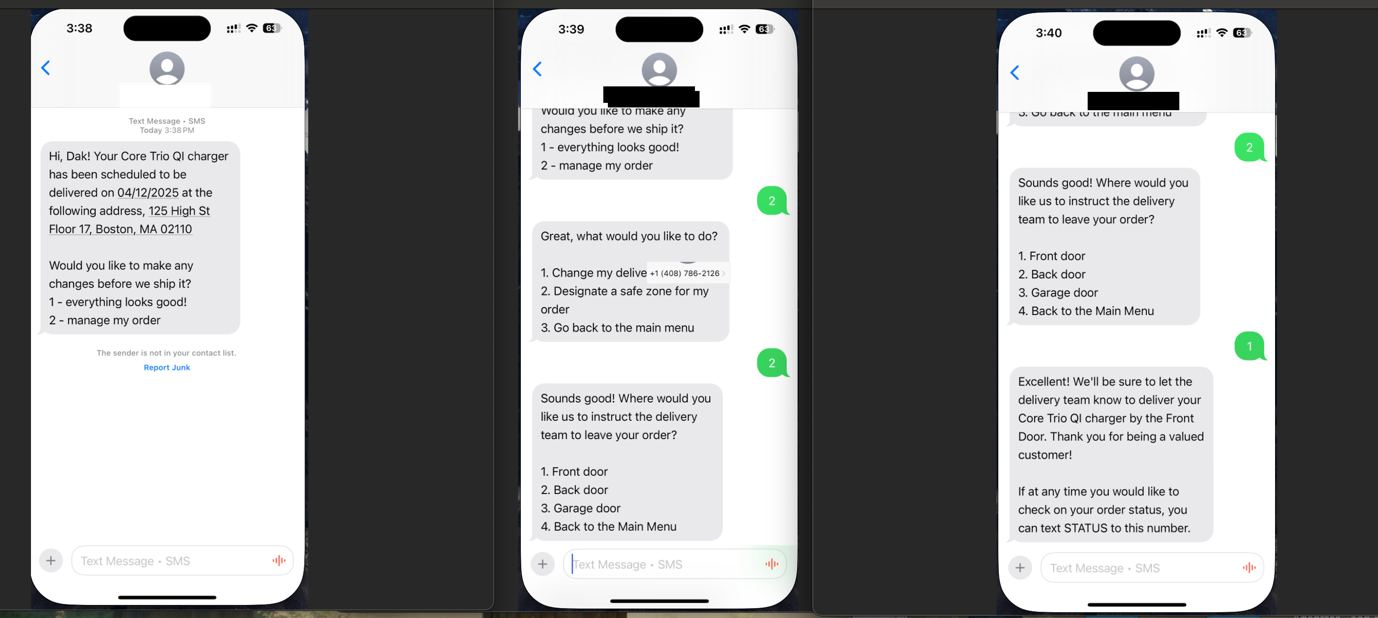 3:38
63
Text Message • SMS
Today 3:38 PM
Hi, Dak! Your Core Trio QI charger
has been scheduled to be
delivered on 04/12/2025 at the
following address, 125 High St
Floor 17, Boston, MA 02110
Would you like to make any
changes before we ship it?
1 - everything looks good!
2 - manage my order
The sender is not in your contact list.
Report Junk
Text Message • SMS
3:39
63
Would you like to make any
changes before we ship it?
1 - everything looks good!
2 - manage my order
2
Great, what would you like to do?
1. Change my delive
+1 (408) 786-2126
2. Designate a safe zone for my
order
3. Go back to the main menu
2
Sounds good! Where would you
like us to instruct the delivery
team to leave your order?
1. Front door
2. Back door
3. Garage door
4. Back to the Main Menu
Text Message • SMS
3:40
63
3. Go back to the main menu
2
Sounds good! Where would you
like us to instruct the delivery
team to leave your order?
1. Front door
2. Back door
3. Garage door
4. Back to the Main Menu
1
Excellent! We'll be sure to let the
delivery team know to deliver your
Core Trio QI charger by the Front
Door. Thank you for being a valued
customer!
If at any time you would like to
check on your order status, you
can text STATUS to this number.
Text Message • SMS